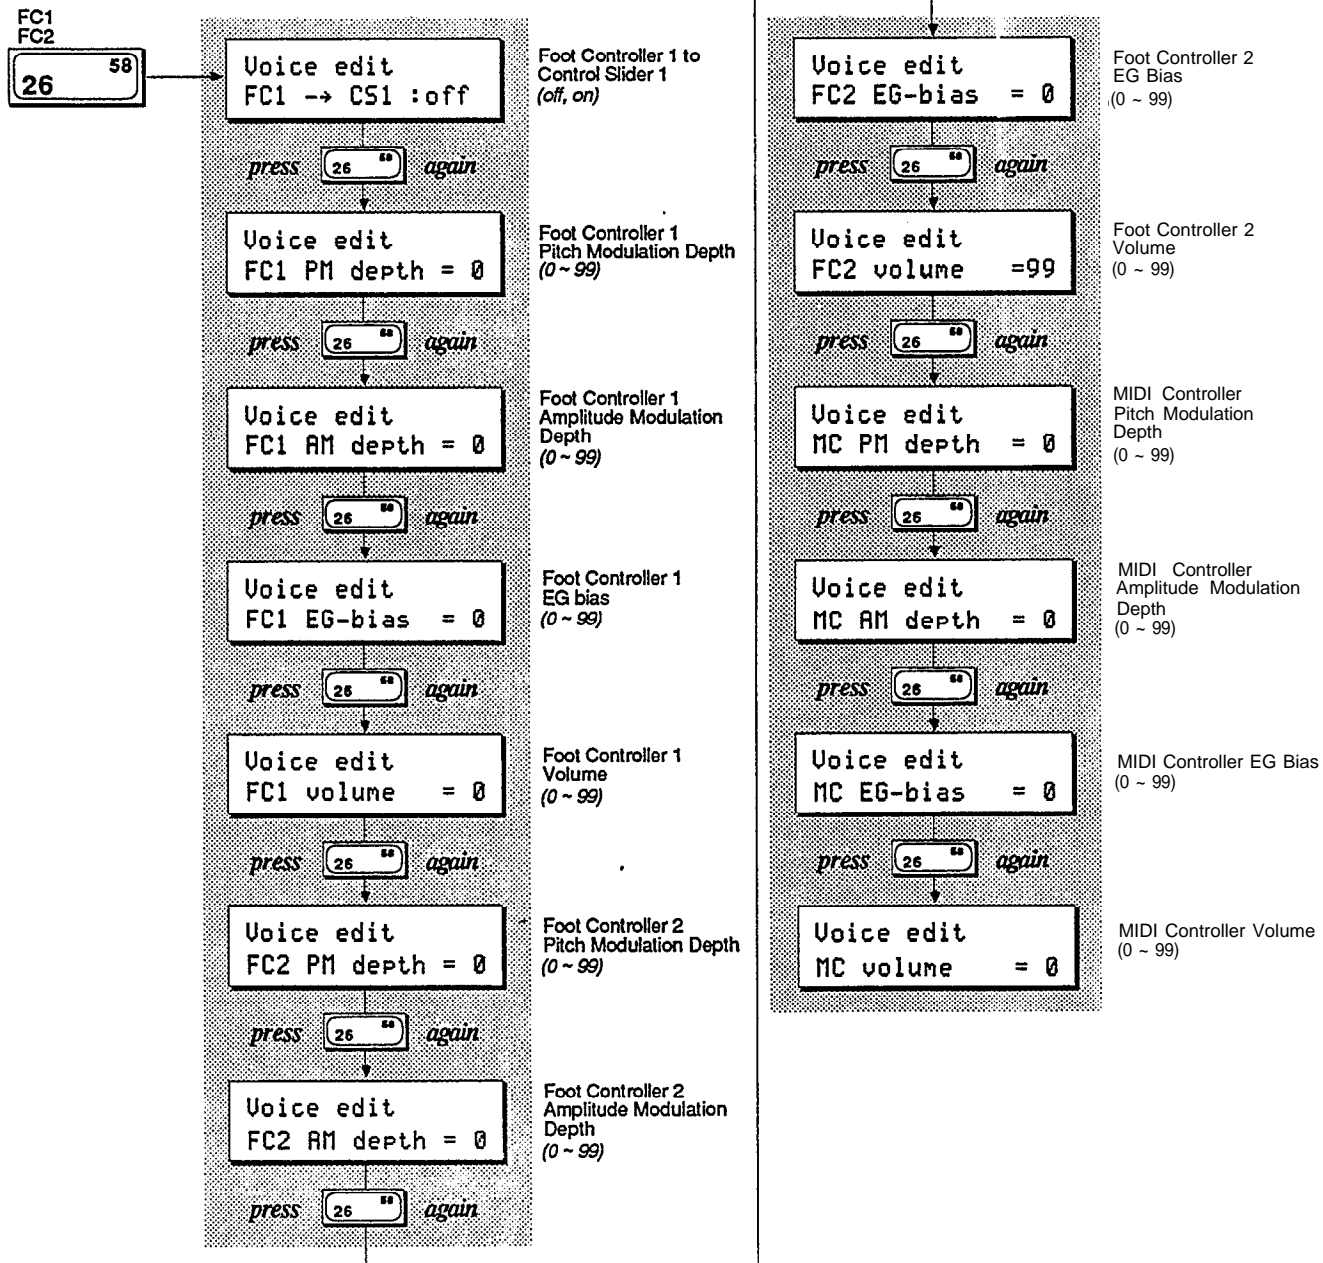 FC1
FC2
58
26
Voice edit
FC1 → CS1 :off
Foot Controller 1 to
Control Slider 1
(off, on)
press 26 58 again
Voice edit
FC1 PM depth = 0
Foot Controller 1
Pitch Modulation Depth
(0 ~ 99)
press 26 58 again
Voice edit
FC1 AM depth = 0
Foot Controller 1
Amplitude Modulation
Depth
(0 ~ 99)
press 26 58 again
Voice edit
FC1 EG-bias = 0
Foot Controller 1
EG bias
(0 ~ 99)
press 26 58 again
Voice edit
FC1 volume = 0
Foot Controller 1
Volume
(0 ~ 99)
press 26 58 again
Voice edit
FC2 PM depth = 0
Foot Controller 2
Pitch Modulation Depth
(0 ~ 99)
press 26 58 again
Voice edit
FC2 AM depth = 0
Foot Controller 2
Amplitude Modulation
Depth
(0 ~ 99)
press 26 58 again
Voice edit
FC2 EG-bias = 0
Foot Controller 2
EG Bias
(0 ~ 99)
press 26 58 again
Voice edit
FC2 volume =99
Foot Controller 2
Volume
(0 ~ 99)
press 26 58 again
Voice edit
MC PM depth = 0
MIDI Controller
Pitch Modulation
Depth
(0 ~ 99)
press 26 58 again
Voice edit
MC AM depth = 0
MIDI Controller
Amplitude Modulation
Depth
(0 ~ 99)
press 26 58 again
Voice edit
MC EG-bias = 0
MIDI Controller EG Bias
(0 ~ 99)
press 26 58 again
Voice edit
MC volume = 0
MIDI Controller Volume
(0 ~ 99)